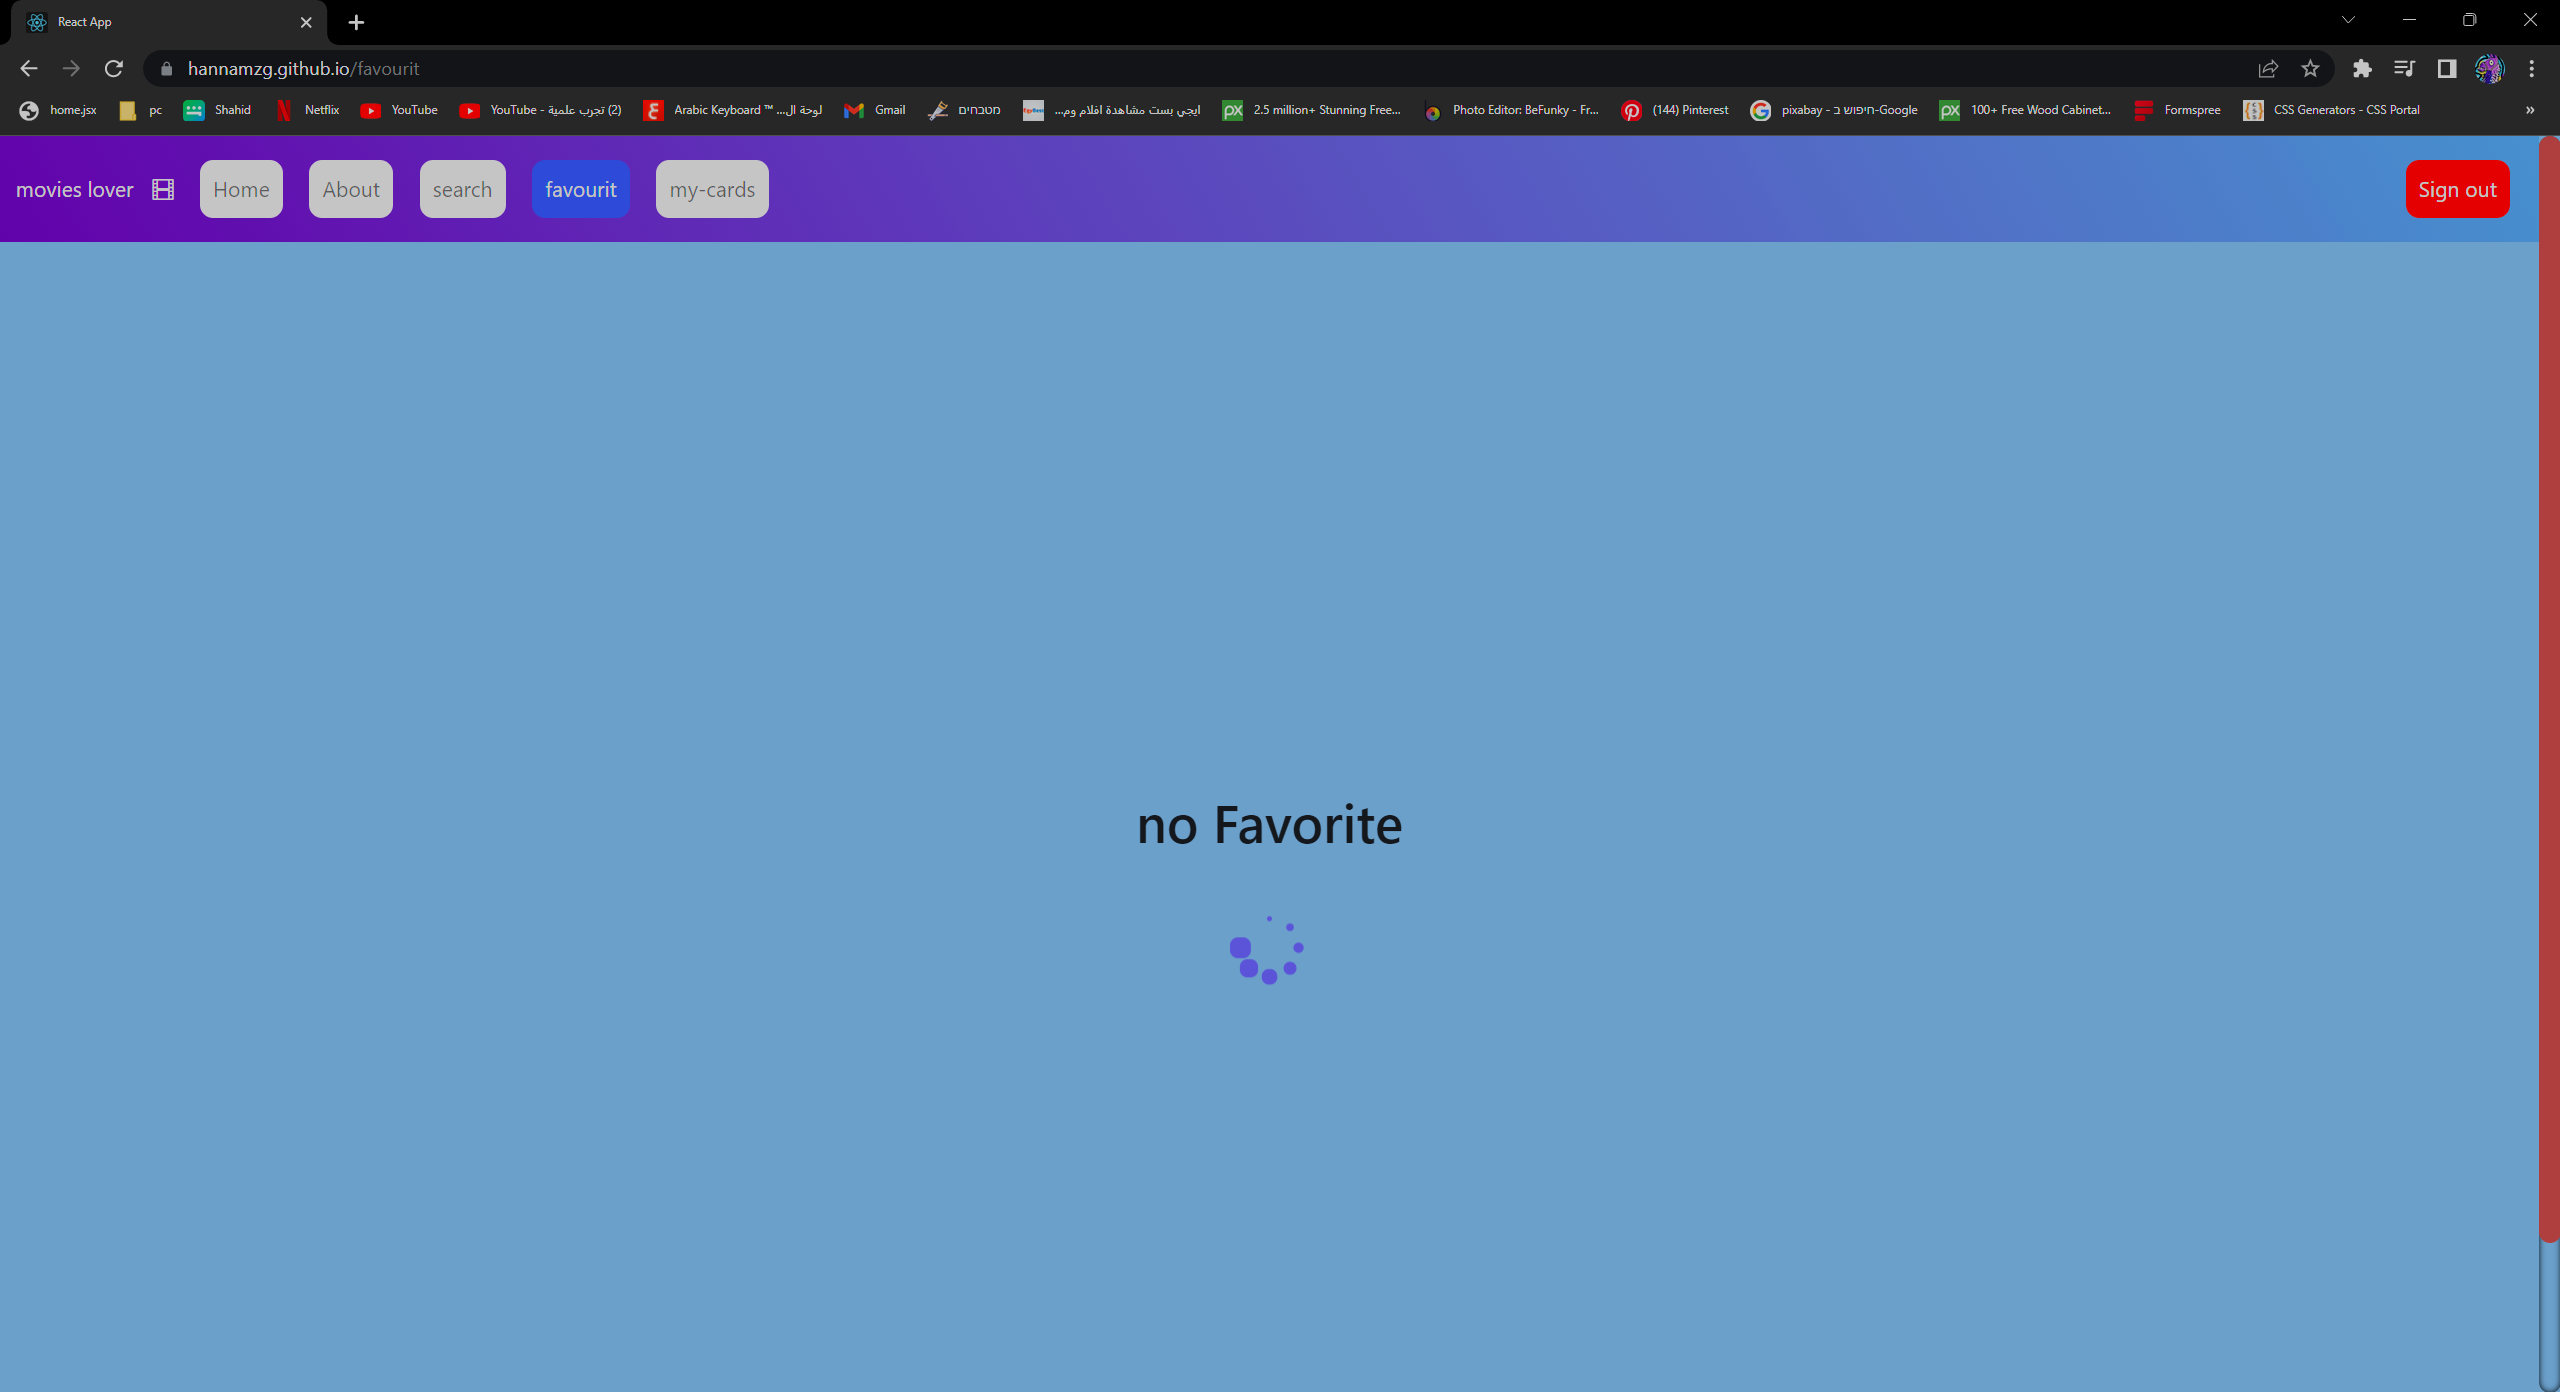 React App
hannamzg.github.io/favourit
home.jsx pc Shahid Netflix YouTube YouTube - تجرب علمية (2) Arabic Keyboard ™ ...لوحة ال Gmail מטבחים ...ايجي بست مشاهدة افلام وم 2.5 million+ Stunning Free... Photo Editor: BeFunky - Fr... (144) Pinterest pixabay - חיפוש ב-Google 100+ Free Wood Cabinet... Formspree CSS Generators - CSS Portal »
movies lover Home About search favourit my-cards Sign out
no Favorite